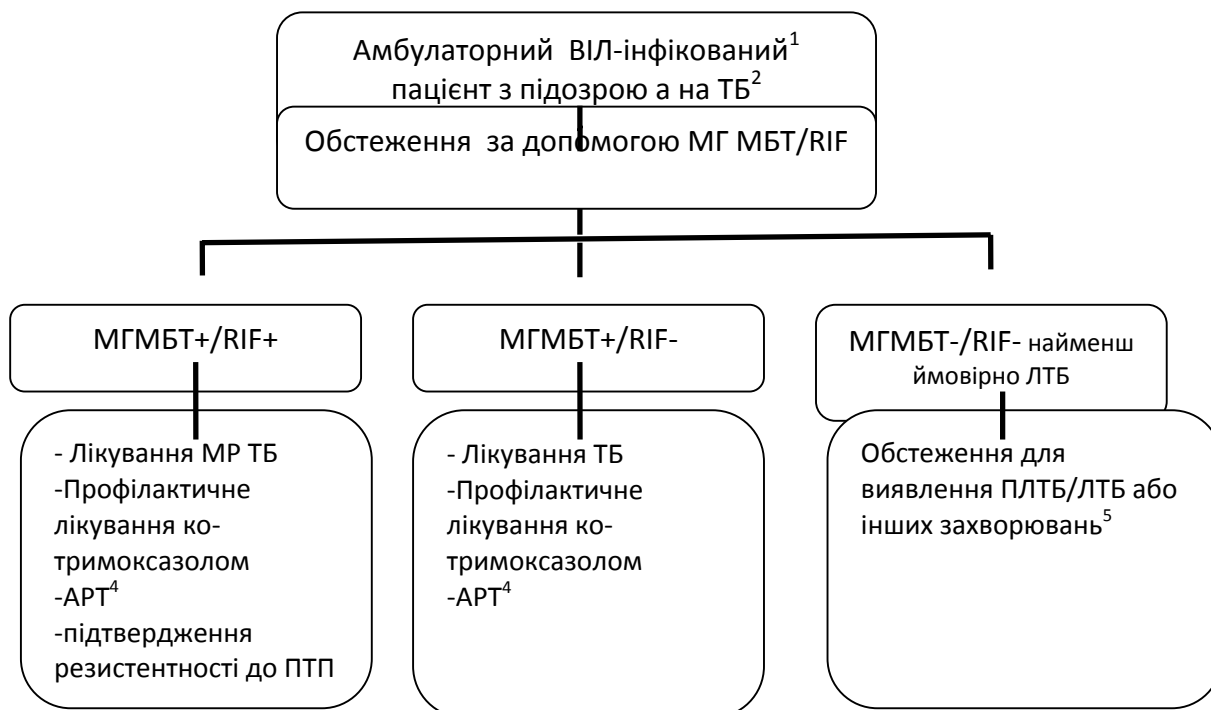 Амбулаторний ВІЛ-інфікований¹
пацієнт з підозрою а на ТБ²
Обстеження за допомогою МГ МБТ/RIF
МГМБТ+/RIF+
МГМБТ+/RIF-
МГМБТ-/RIF- найменш
ймовірно ЛТБ
- Лікування МР ТБ
-Профілактичне
лікування ко-
тримоксазолом
-АРТ⁴
-підтвердження
резистентності до ПТП
- Лікування ТБ
-Профілактичне
лікування ко-
тримоксазолом
-АРТ⁴
Обстеження для
виявлення ПЛТБ/ЛТБ або
інших захворювань⁵